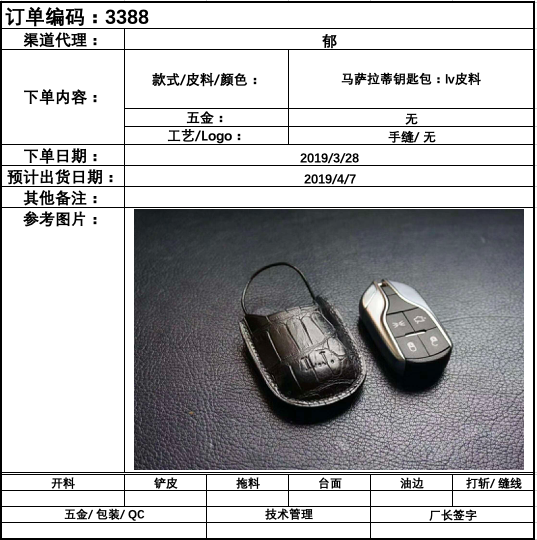 订单编码：3388
渠道代理： 郁
下单内容： 款式/皮料/颜色： 马萨拉蒂钥匙包：lv皮料
五金： 无
工艺/Logo： 手缝/ 无
下单日期： 2019/3/28
预计出货日期： 2019/4/7
其他备注：
参考图片：
开料 铲皮 拖料 台面 油边 打斩/ 缝线
五金/ 包装/ QC 技术管理 厂长签字